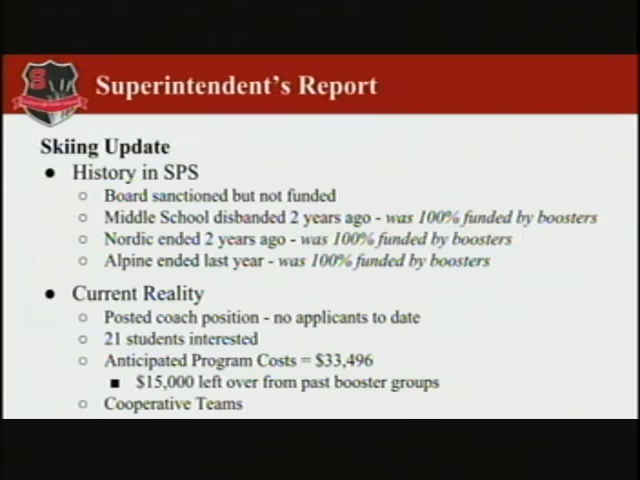 S
Superintendent's Report
Skiing Update
● History in SPS
○ Board sanctioned but not funded
○ Middle School disbanded 2 years ago - was 100% funded by boosters
○ Nordic ended 2 years ago - was 100% funded by boosters
○ Alpine ended last year - was 100% funded by boosters
● Current Reality
○ Posted coach position - no applicants to date
○ 21 students interested
○ Anticipated Program Costs = $33,496
■ $15,000 left over from past booster groups
○ Cooperative Teams